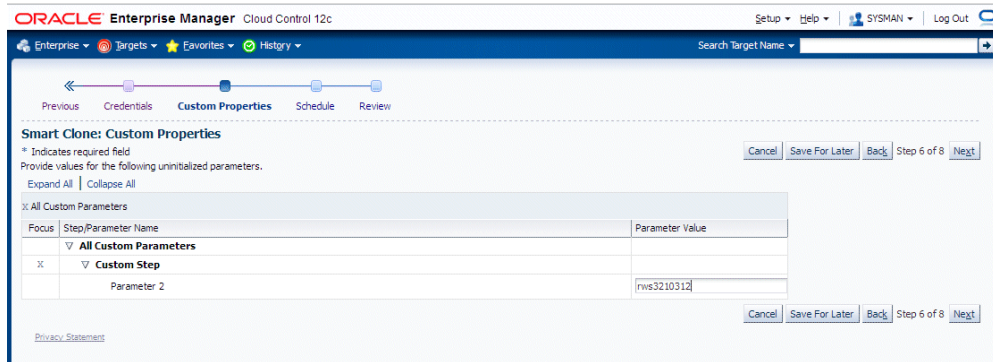 ORACLE Enterprise Manager Cloud Control 12c
Setup Help SYSMAN Log Out
Enterprise Targets Favorites History Search Target Name
Previous Credentials Custom Properties Schedule Review
Smart Clone: Custom Properties
* Indicates required field
Cancel Save For Later Back Step 6 of 8 Next
Provide values for the following uninitialized parameters.
Expand All | Collapse All
All Custom Parameters
Focus Step/Parameter Name Parameter Value
All Custom Parameters
Custom Step
Parameter 2 rws3210312
Cancel Save For Later Back Step 6 of 8 Next
Privacy Statement